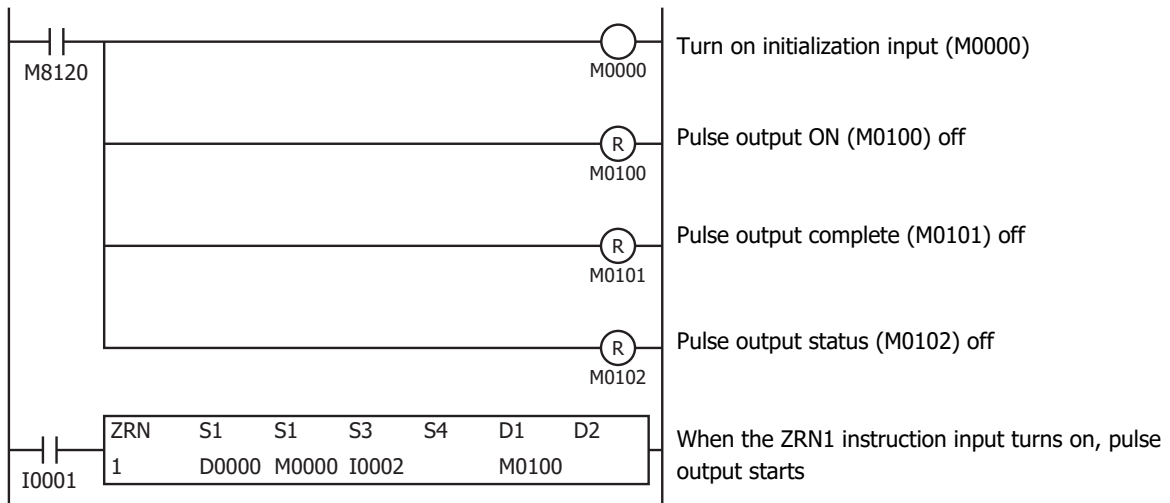 M8120
M0000
Turn on initialization input (M0000)
R
M0100
Pulse output ON (M0100) off
R
M0101
Pulse output complete (M0101) off
R
M0102
Pulse output status (M0102) off
I0001
ZRN S1 S1 S3 S4 D1 D2
1 D0000 M0000 I0002 M0100
When the ZRN1 instruction input turns on, pulse
output starts